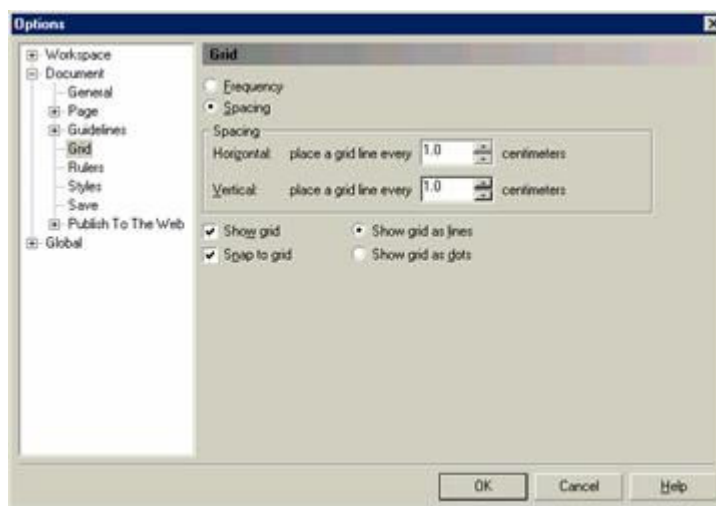 Options
Workspace
Document
General
Page
Guidelines
Grid
Rulers
Styles
Save
Publish To The Web
Global
Grid
Frequency
Spacing
Spacing
Horizontal: place a grid line every 1.0 centimeters
Vertical: place a grid line every 1.0 centimeters
Show grid Show grid as lines
Snap to grid Show grid as dots
OK Cancel Help